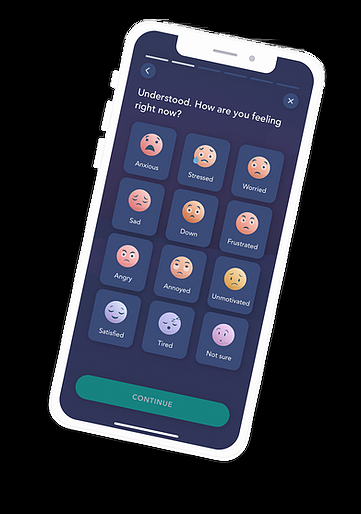 Understood. How are you feeling
right now?
Anxious
Stressed
Worried
Sad
Down
Frustrated
Angry
Annoyed
Unmotivated
Satisfied
Tired
Not sure
CONTINUE